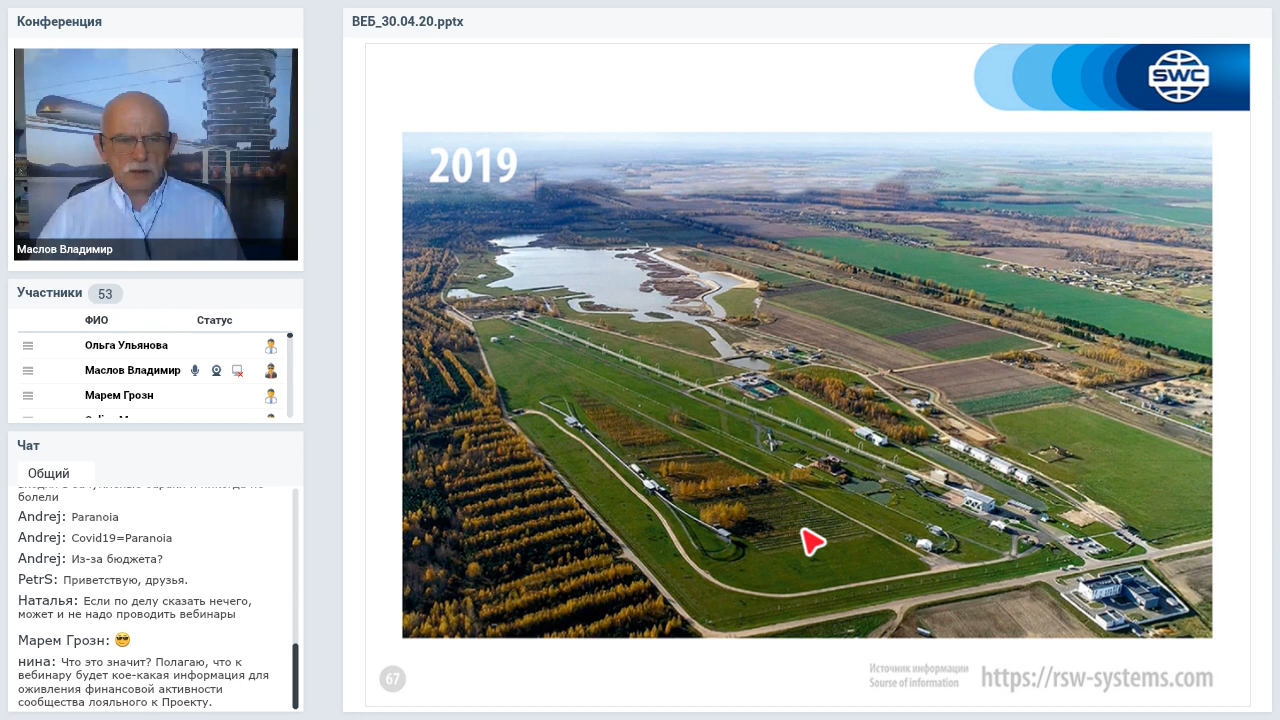 Конференция
Маслов Владимир
Участники 53
ФИО Статус
Ольга Ульянова
Маслов Владимир
Марем Грозн
Чат
Общий
болели
Andrej: Paranoia
Andrej: Covid19=Paranoia
Andrej: Из-за бюджета?
PetrS: Приветствую, друзья.
Наталья: Если по делу сказать нечего,
может и не надо проводить вебинары
Марем Грозн:
нина: Что это значит? Полагаю, что к
вебинару будет кое-какая информация для
оживления финансовой активности
сообщества лояльного к Проекту.
ВЕБ_30.04.20.pptx
SWC
2019
67
Источник информации
Sourse of information
https://rsw-systems.com